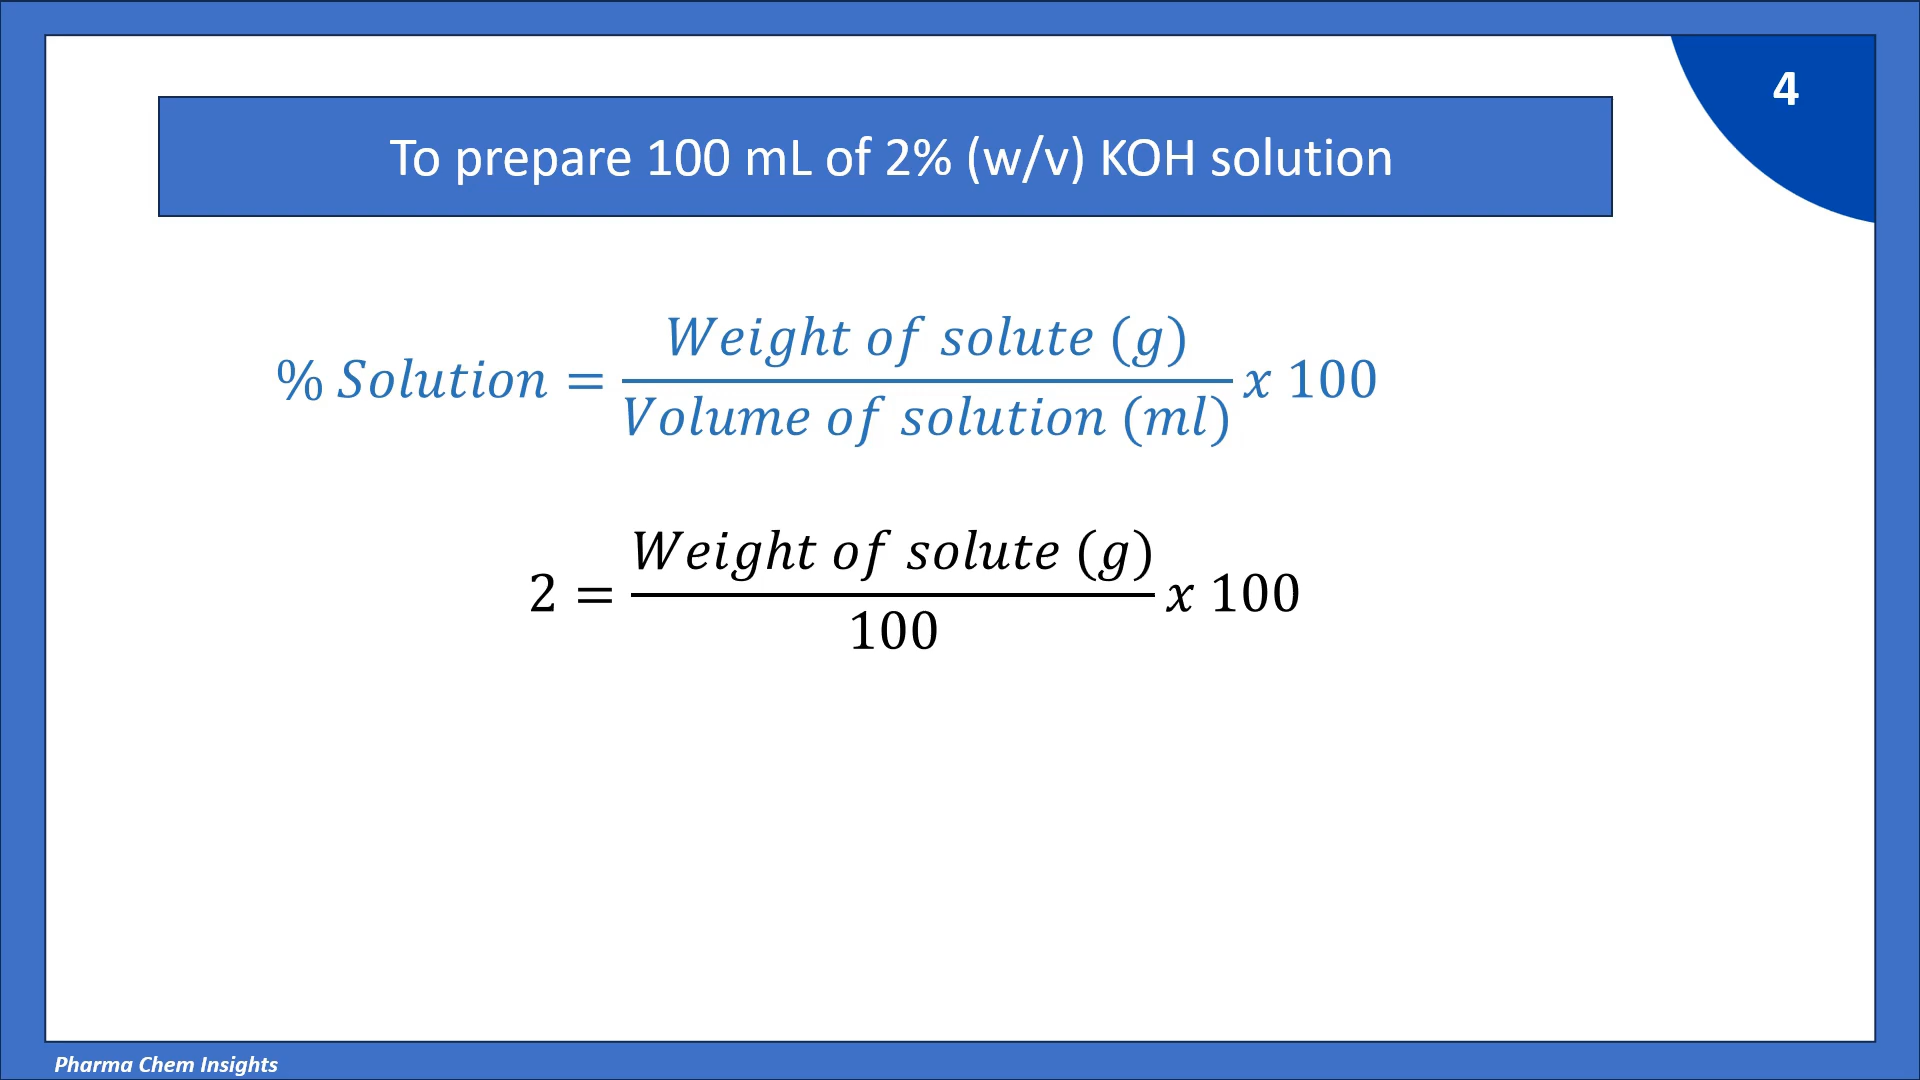 4
To prepare 100 mL of 2% (w/v) KOH solution
% Solution = Weight of solute (g) / Volume of solution (ml) x 100
2 = Weight of solute (g) / 100 x 100
Pharma Chem Insights